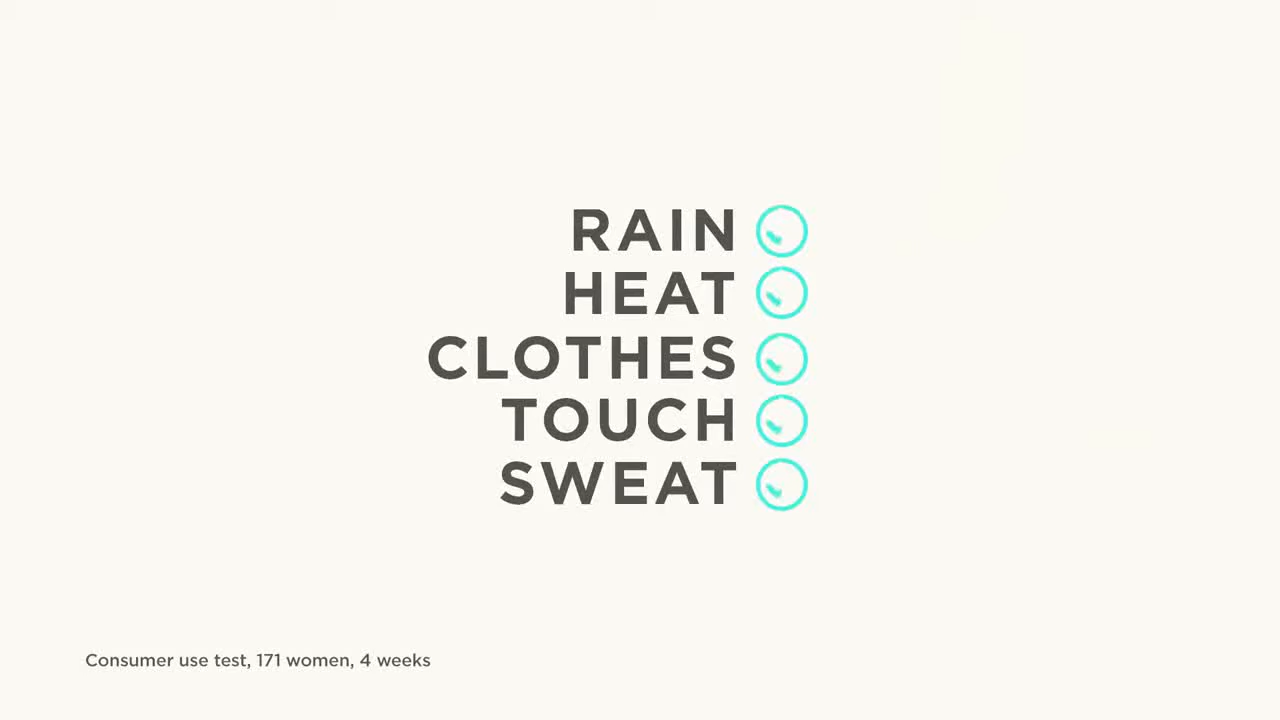 RAIN
HEAT
CLOTHES
TOUCH
SWEAT
Consumer use test, 171 women, 4 weeks